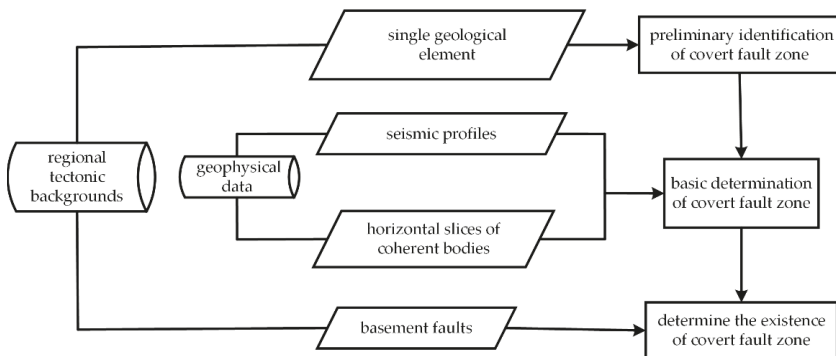 single geological
element
preliminary identification
of covert fault zone
regional
tectonic
backgrounds
geophysical
data
seismic profiles
horizontal slices of
coherent bodies
basic determination
of covert fault zone
basement faults
determine the existence
of covert fault zone